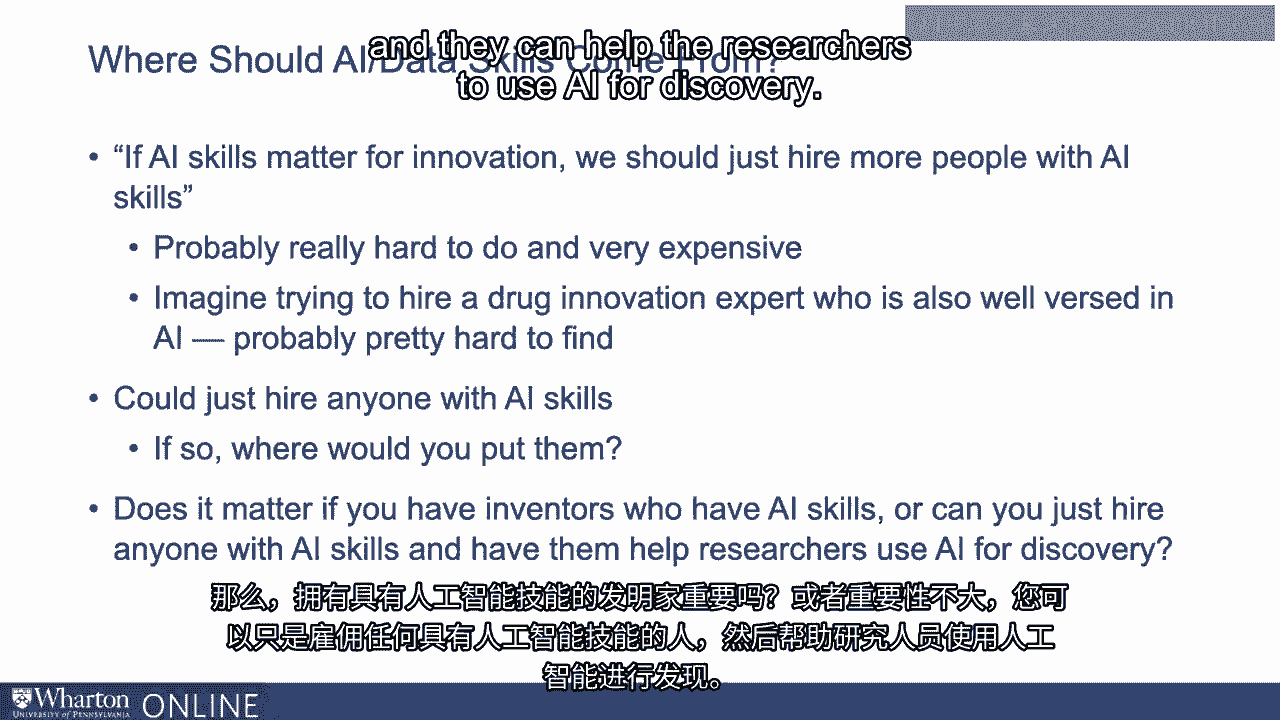 and they can help the researchers
to use AI for discovery.
Where Should AI/Data Skills Come From?
• “If AI skills matter for innovation, we should just hire more people with AI
skills”
• Probably really hard to do and very expensive
• Imagine trying to hire a drug innovation expert who is also well versed in
AI — probably pretty hard to find
• Could just hire anyone with AI skills
• If so, where would you put them?
• Does it matter if you have inventors who have AI skills, or can you just hire
anyone with AI skills and have them help researchers use AI for discovery?
那么，拥有具有人工智能技能的发明家重要吗？或者重要性不大，您可
以只是雇佣任何具有人工智能技能的人，然后帮助研究人员使用人工
智能进行发现。
Wharton ONLINE
UNIVERSITY of PENNSYLVANIA